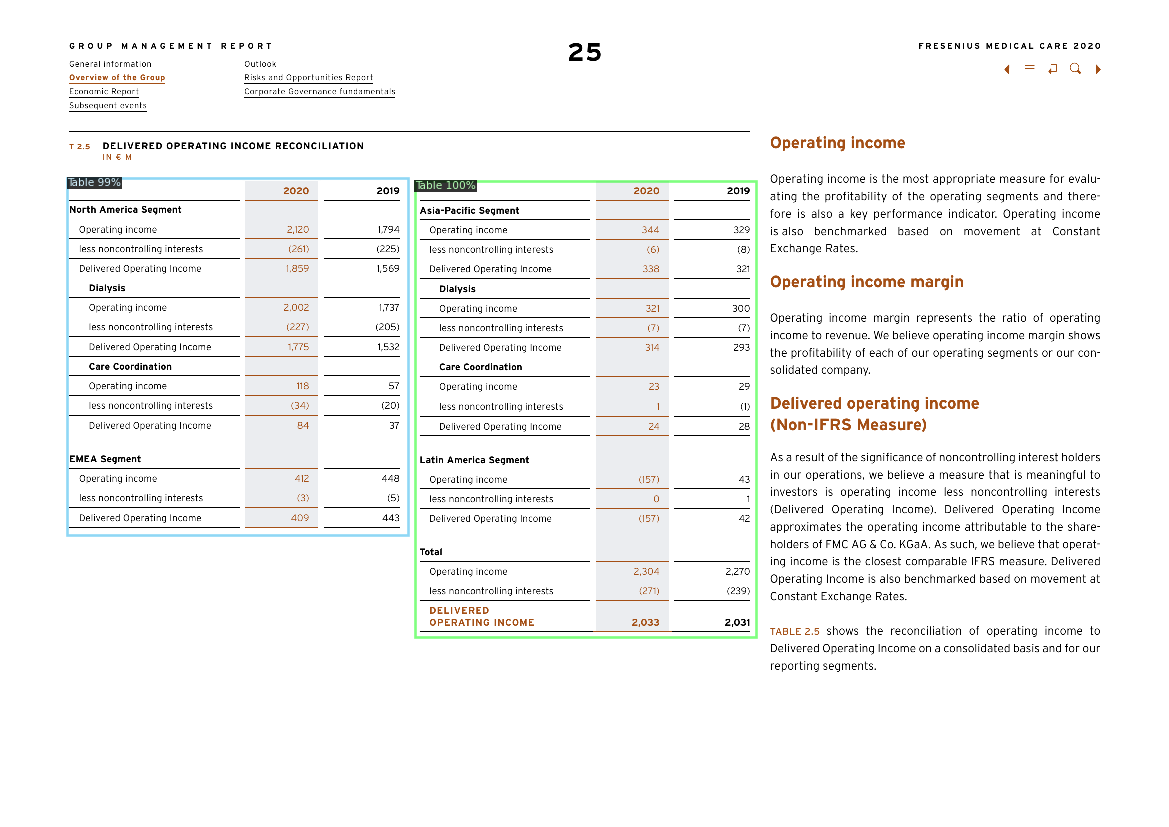 GROUP MANAGEMENT REPORT
General information
Overview of the Group
Economic Report
Subsequent events
Outlook
Risks and Opportunities Report
Corporate Governance fundamentals
25
FRESENIUS MEDICAL CARE 2020
T 2.5 DELIVERED OPERATING INCOME RECONCILIATION
IN € M
Table 99%
2020 2019
North America Segment
Operating income 2,120 1,794
less noncontrolling interests (261) (225)
Delivered Operating Income 1,859 1,569
Dialysis
Operating income 2,002 1,737
less noncontrolling interests (227) (205)
Delivered Operating Income 1,775 1,532
Care Coordination
Operating income 118 57
less noncontrolling interests (34) (20)
Delivered Operating Income 84 37
EMEA Segment
Operating income 412 448
less noncontrolling interests (3) (5)
Delivered Operating Income 409 443
Table 100%
2020 2019
Asia-Pacific Segment
Operating income 344 329
less noncontrolling interests (6) (8)
Delivered Operating Income 338 321
Dialysis
Operating income 321 300
less noncontrolling interests (7) (7)
Delivered Operating Income 314 293
Care Coordination
Operating income 23 29
less noncontrolling interests 1 (1)
Delivered Operating Income 24 28
Latin America Segment
Operating income (157) 43
less noncontrolling interests 0 1
Delivered Operating Income (157) 42
Total
Operating income 2,304 2,270
less noncontrolling interests (271) (239)
DELIVERED
OPERATING INCOME 2,033 2,031
Operating income
Operating income is the most appropriate measure for evalu-
ating the profitability of the operating segments and there-
fore is also a key performance indicator. Operating income
is also benchmarked based on movement at Constant
Exchange Rates.
Operating income margin
Operating income margin represents the ratio of operating
income to revenue. We believe operating income margin shows
the profitability of each of our operating segments or our con-
solidated company.
Delivered operating income
(Non-IFRS Measure)
As a result of the significance of noncontrolling interest holders
in our operations, we believe a measure that is meaningful to
investors is operating income less noncontrolling interests
(Delivered Operating Income). Delivered Operating Income
approximates the operating income attributable to the share-
holders of FMC AG & Co. KGaA. As such, we believe that operat-
ing income is the closest comparable IFRS measure. Delivered
Operating Income is also benchmarked based on movement at
Constant Exchange Rates.
TABLE 2.5 shows the reconciliation of operating income to
Delivered Operating Income on a consolidated basis and for our
reporting segments.